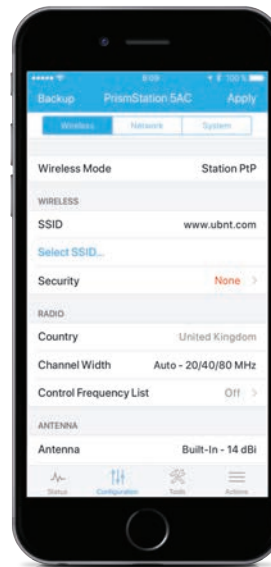 8:09 100%
Backup PrismStation 5AC Apply
Wireless Network System
Wireless Mode Station PtP
WIRELESS
SSID www.ubnt.com
Select SSID...
Security None >
RADIO
Country United Kingdom
Channel Width Auto - 20/40/80 MHz
Control Frequency List Off >
ANTENNA
Antenna Built-In - 14 dBi
Status Configuration Tools Actions